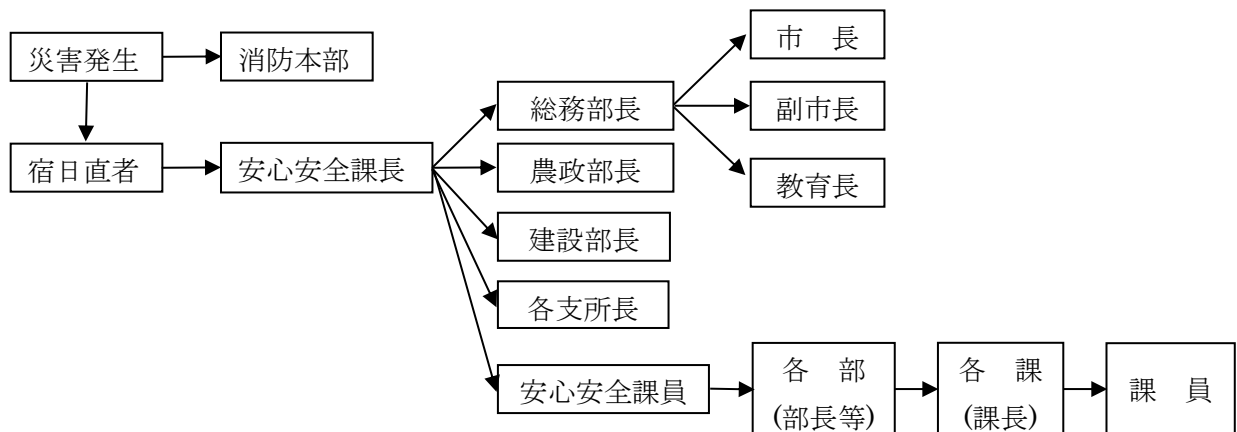 災害発生
消防本部
宿日直者
安心安全課長
総務部長
農政部長
建設部長
各支所長
安心安全課員
市　長
副市長
教育長
各　部
(部長等)
各　課
(課長)
課　員